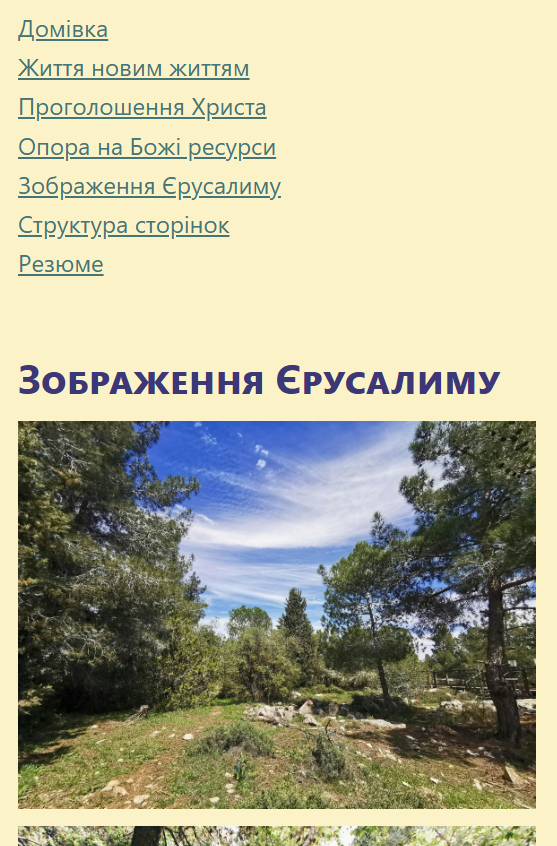 Домівка
Життя новим життям
Проголошення Христа
Опора на Божі ресурси
Зображення Єрусалиму
Структура сторінок
Резюме
Зображення Єрусалиму